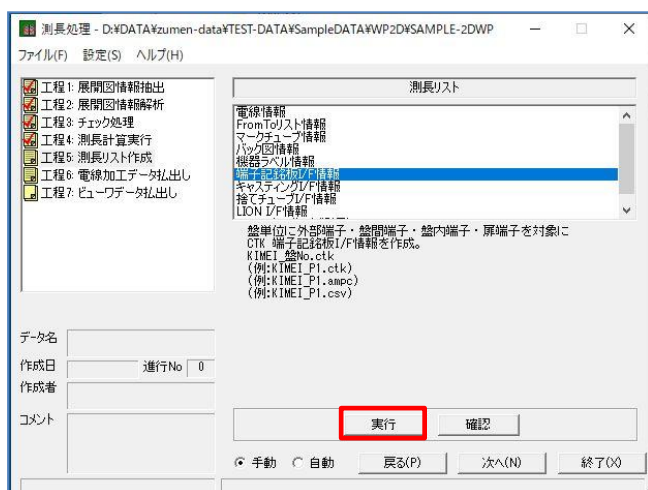 測長処理 - D:¥DATA¥zumen-data¥TEST-DATA¥SampleDATA¥WP2D¥SAMPLE-2DWP
ファイル(F) 設定(S) ヘルプ(H)
工程1: 展開図情報抽出
工程2: 展開図情報解析
工程3: チェック処理
工程4: 測長計算実行
工程5: 測長リスト作成
工程6: 電線加工データ払出し
工程7: ビューワデータ払出し
測長リスト
電線情報
FromToリスト情報
マークチューブ情報
パック図情報
機器ラベル情報
端子記銘板I/F情報
キャスティングI/F情報
捨てチューブI/F情報
LION I/F情報
盤単位に外部端子・盤間端子・盤内端子・扉端子を対象に
CTK 端子記銘板I/F情報を作成。
KIMEI_盤No.ctk
(例:KIMEI_P1.ctk)
(例:KIMEI_P1.ampc)
(例:KIMEI_P1.csv)
データ名
作成日 進行No 0
作成者
コメント
実行 確認
手動 自動 戻る(P) 次へ(N) 終了(X)